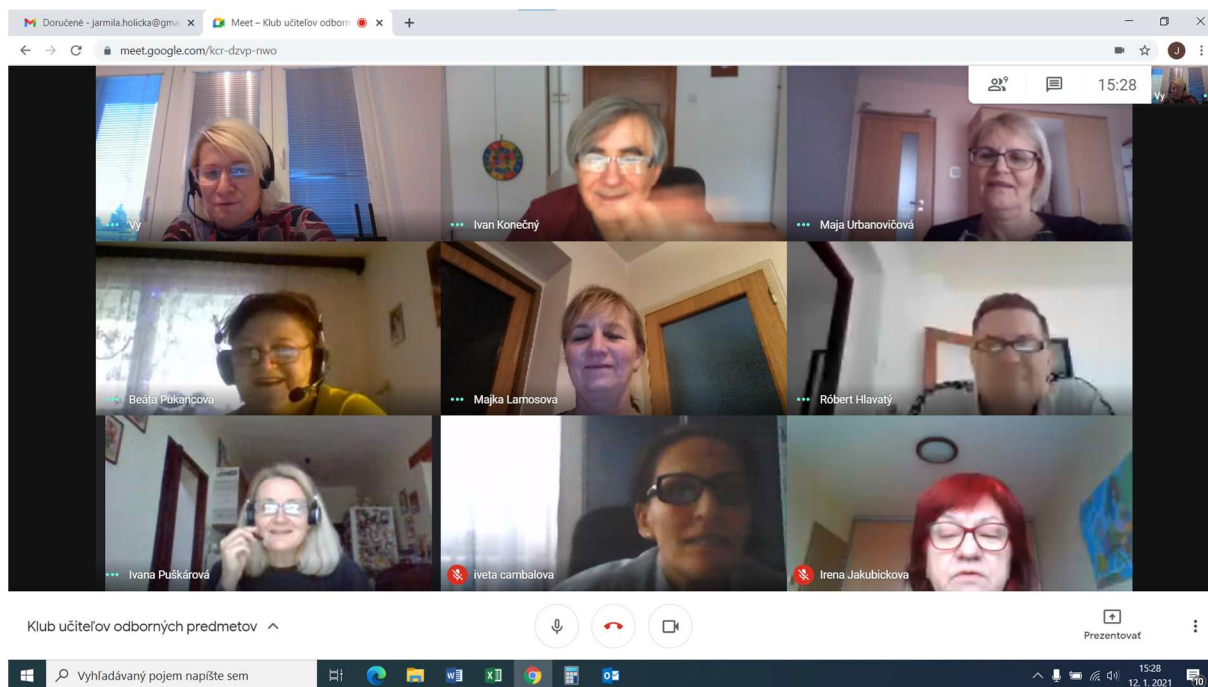 Doručené - jarmila.holicka@gma
Meet – Klub učiteľov odborn
meet.google.com/kcr-dzvp-nwo
J
9
15:28
Vy
Vy
Ivan Konečný
Maja Urbanovičová
Beáta Pukancová
Majka Lamosova
Róbert Hlavatý
Ivana Puškárová
iveta cambalova
Irena Jakubickova
Klub učiteľov odborných predmetov
Prezentovať
Vyhľadávaný pojem napíšte sem
15:28
12. 1. 2021
10